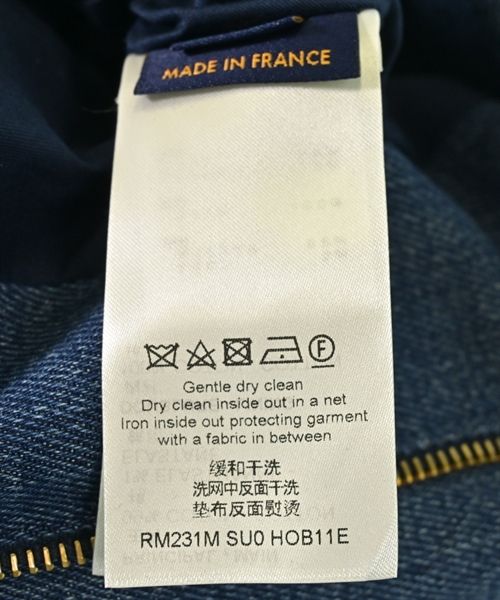 MADE IN FRANCE
Gentle dry clean
Dry clean inside out in a net
Iron inside out protecting garment
with a fabric in between
缓和干洗
洗网中反面干洗
垫布反面熨烫
RM231M SU0 HOB11E